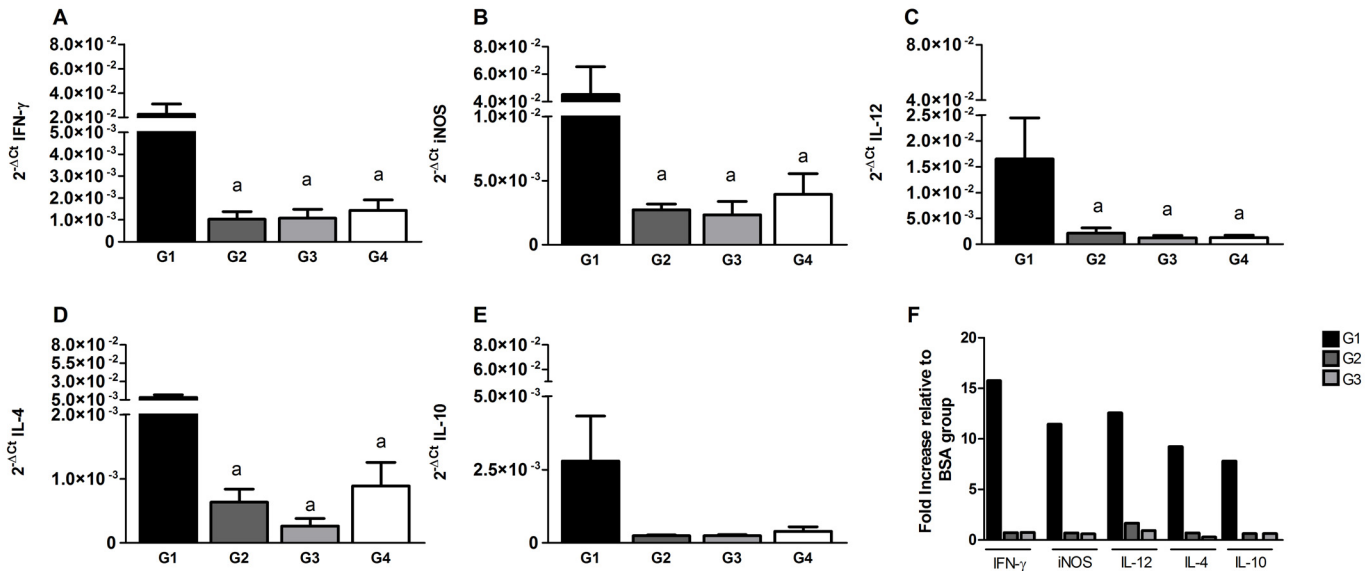 A
2^-ΔCt IFN-γ
8.0×10^-2
6.0×10^-2
4.0×10^-2
2.0×10^-2
5.0×10^-3
4.0×10^-3
3.0×10^-3
2.0×10^-3
1.0×10^-3
0
a a a
G1 G2 G3 G4
B
2^-ΔCt iNOS
8.0×10^-2
6.0×10^-2
4.0×10^-2
1.0×10^-2
5.0×10^-3
0
a a a
G1 G2 G3 G4
C
2^-ΔCt IL-12
8.0×10^-2
2.5×10^-2
2.0×10^-2
1.5×10^-2
1.0×10^-2
5.0×10^-3
0
a a a
G1 G2 G3 G4
D
2^-ΔCt IL-4
8.0×10^-2
5.5×10^-2
3.0×10^-2
5.0×10^-3
2.0×10^-3
1.0×10^-3
0
a a a
G1 G2 G3 G4
E
2^-ΔCt IL-10
8.0×10^-2
6.0×10^-2
5.0×10^-3
2.5×10^-3
0
G1 G2 G3 G4
F
Fold Increase relative to
BSA group
20
15
10
5
0
IFN-γ iNOS IL-12 IL-4 IL-10
G1
G2
G3